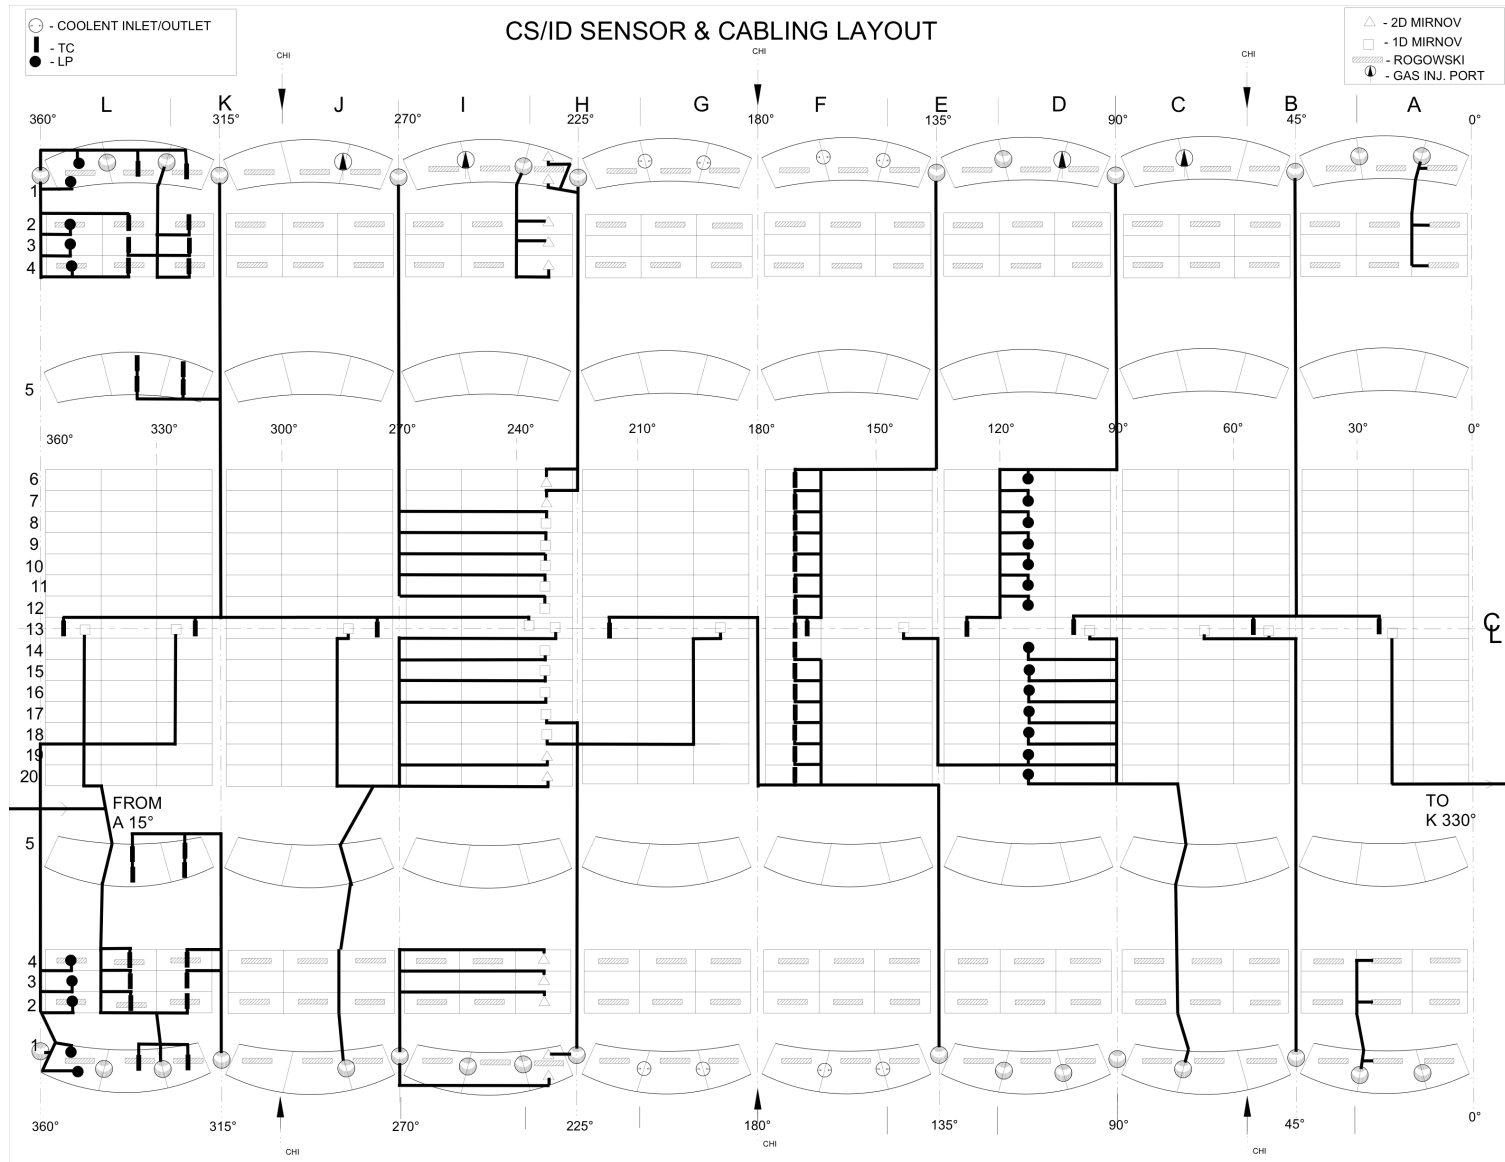 CS/ID SENSOR & CABLING LAYOUT
- COOLENT INLET/OUTLET
- TC
- LP
- 2D MIRNOV
- 1D MIRNOV
- ROGOWSKI
- GAS INJ. PORT
CHI CHI CHI
L K J I H G F E D C B A
360° 315° 270° 225° 180° 135° 90° 45° 0°
1
2
3
4
5
360° 330° 300° 270° 240° 210° 180° 150° 120° 90° 60° 30° 0°
6
7
8
9
10
11
12
13 CL
14
15
16
17
18
19
20
FROM
A 15°
TO
K 330°
5
4
3
2
1
360° 315° 270° 225° 135° 90° 45° 0°
CHI CHI CHI